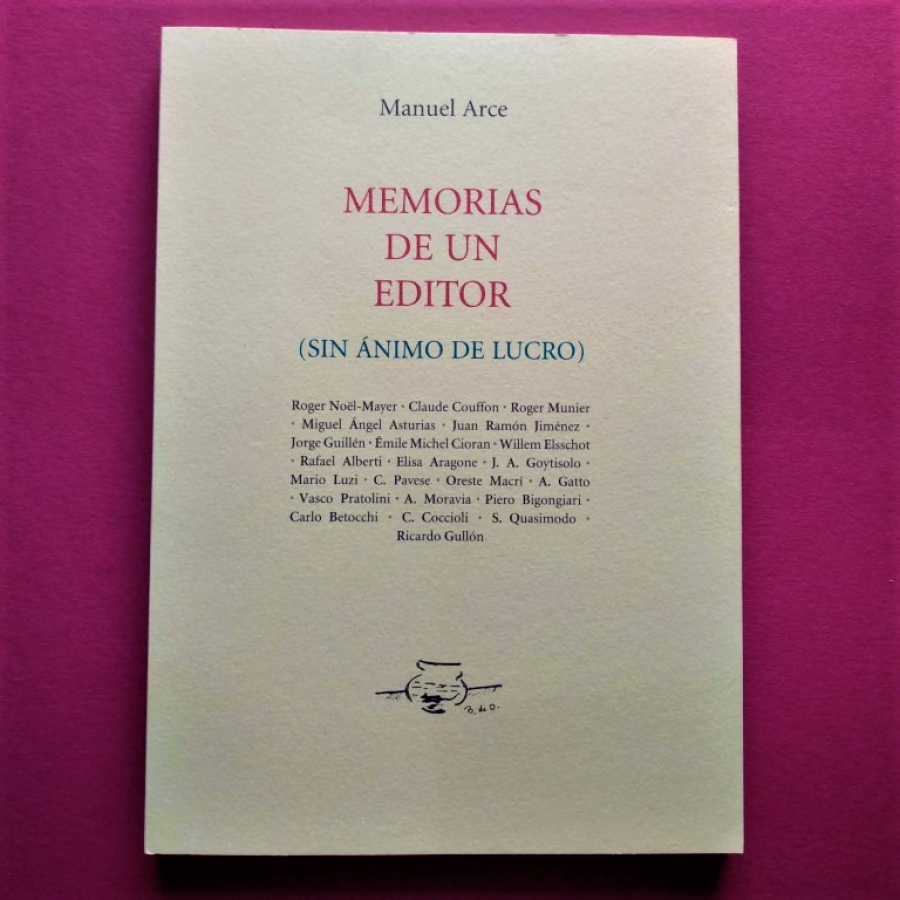 Manuel Arce
MEMORIAS
DE UN
EDITOR
(SIN ÁNIMO DE LUCRO)
Roger Noël-Mayer · Claude Couffon · Roger Munier
· Miguel Ángel Asturias · Juan Ramón Jiménez ·
Jorge Guillén · Émile Michel Cioran · Willem Elsschot
· Rafael Alberti · Elisa Aragone · J. A. Goytisolo ·
Mario Luzi · C. Pavese · Oreste Macrí · A. Gatto
· Vasco Pratolini · A. Moravia · Piero Bigongiari ·
Carlo Betocchi · C. Coccioli · S. Quasimodo ·
Ricardo Gullón
B. de O.